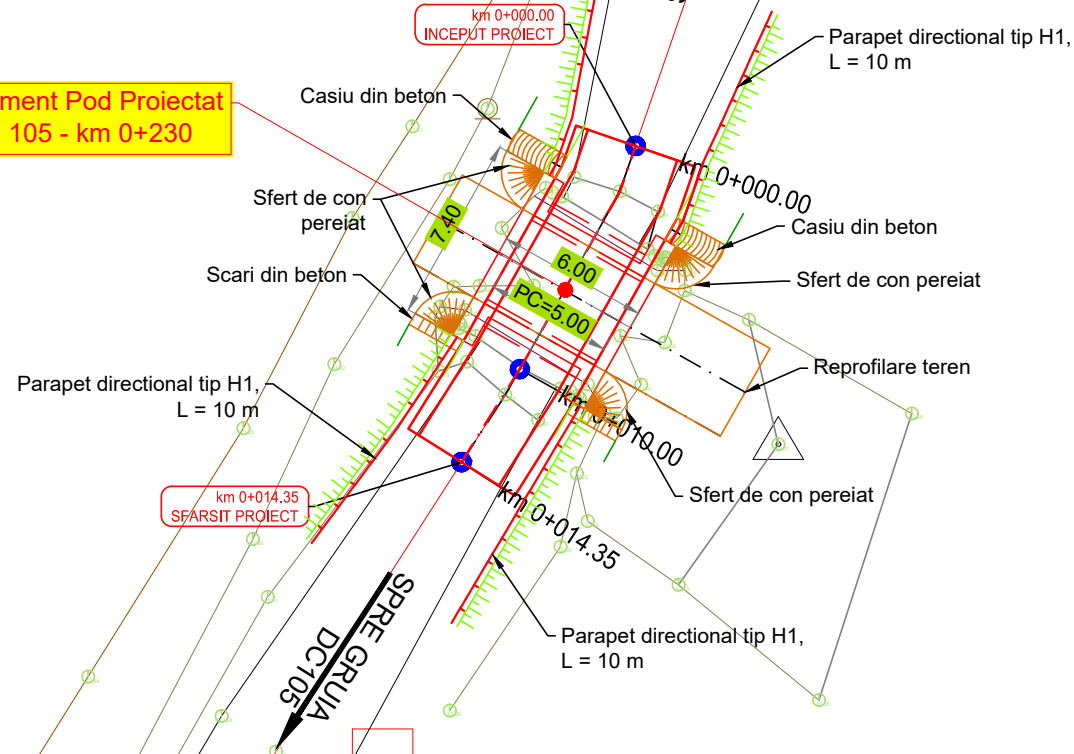 km 0+000.00
INCEPUT PROIECT
Parapet directional tip H1,
L = 10 m
ment Pod Proiectat
105 - km 0+230
Casiu din beton
km 0+000.00
Sfert de con
pereiat
7.40
Casiu din beton
6.00
Scari din beton
Sfert de con pereiat
PC=5.00
Reprofilare teren
Parapet directional tip H1,
L = 10 m
km 0+010.00
km 0+014.35
SFARSIT PROIECT
Sfert de con pereiat
km 0+014.35
SPRE GRUIA
DC105
Parapet directional tip H1,
L = 10 m